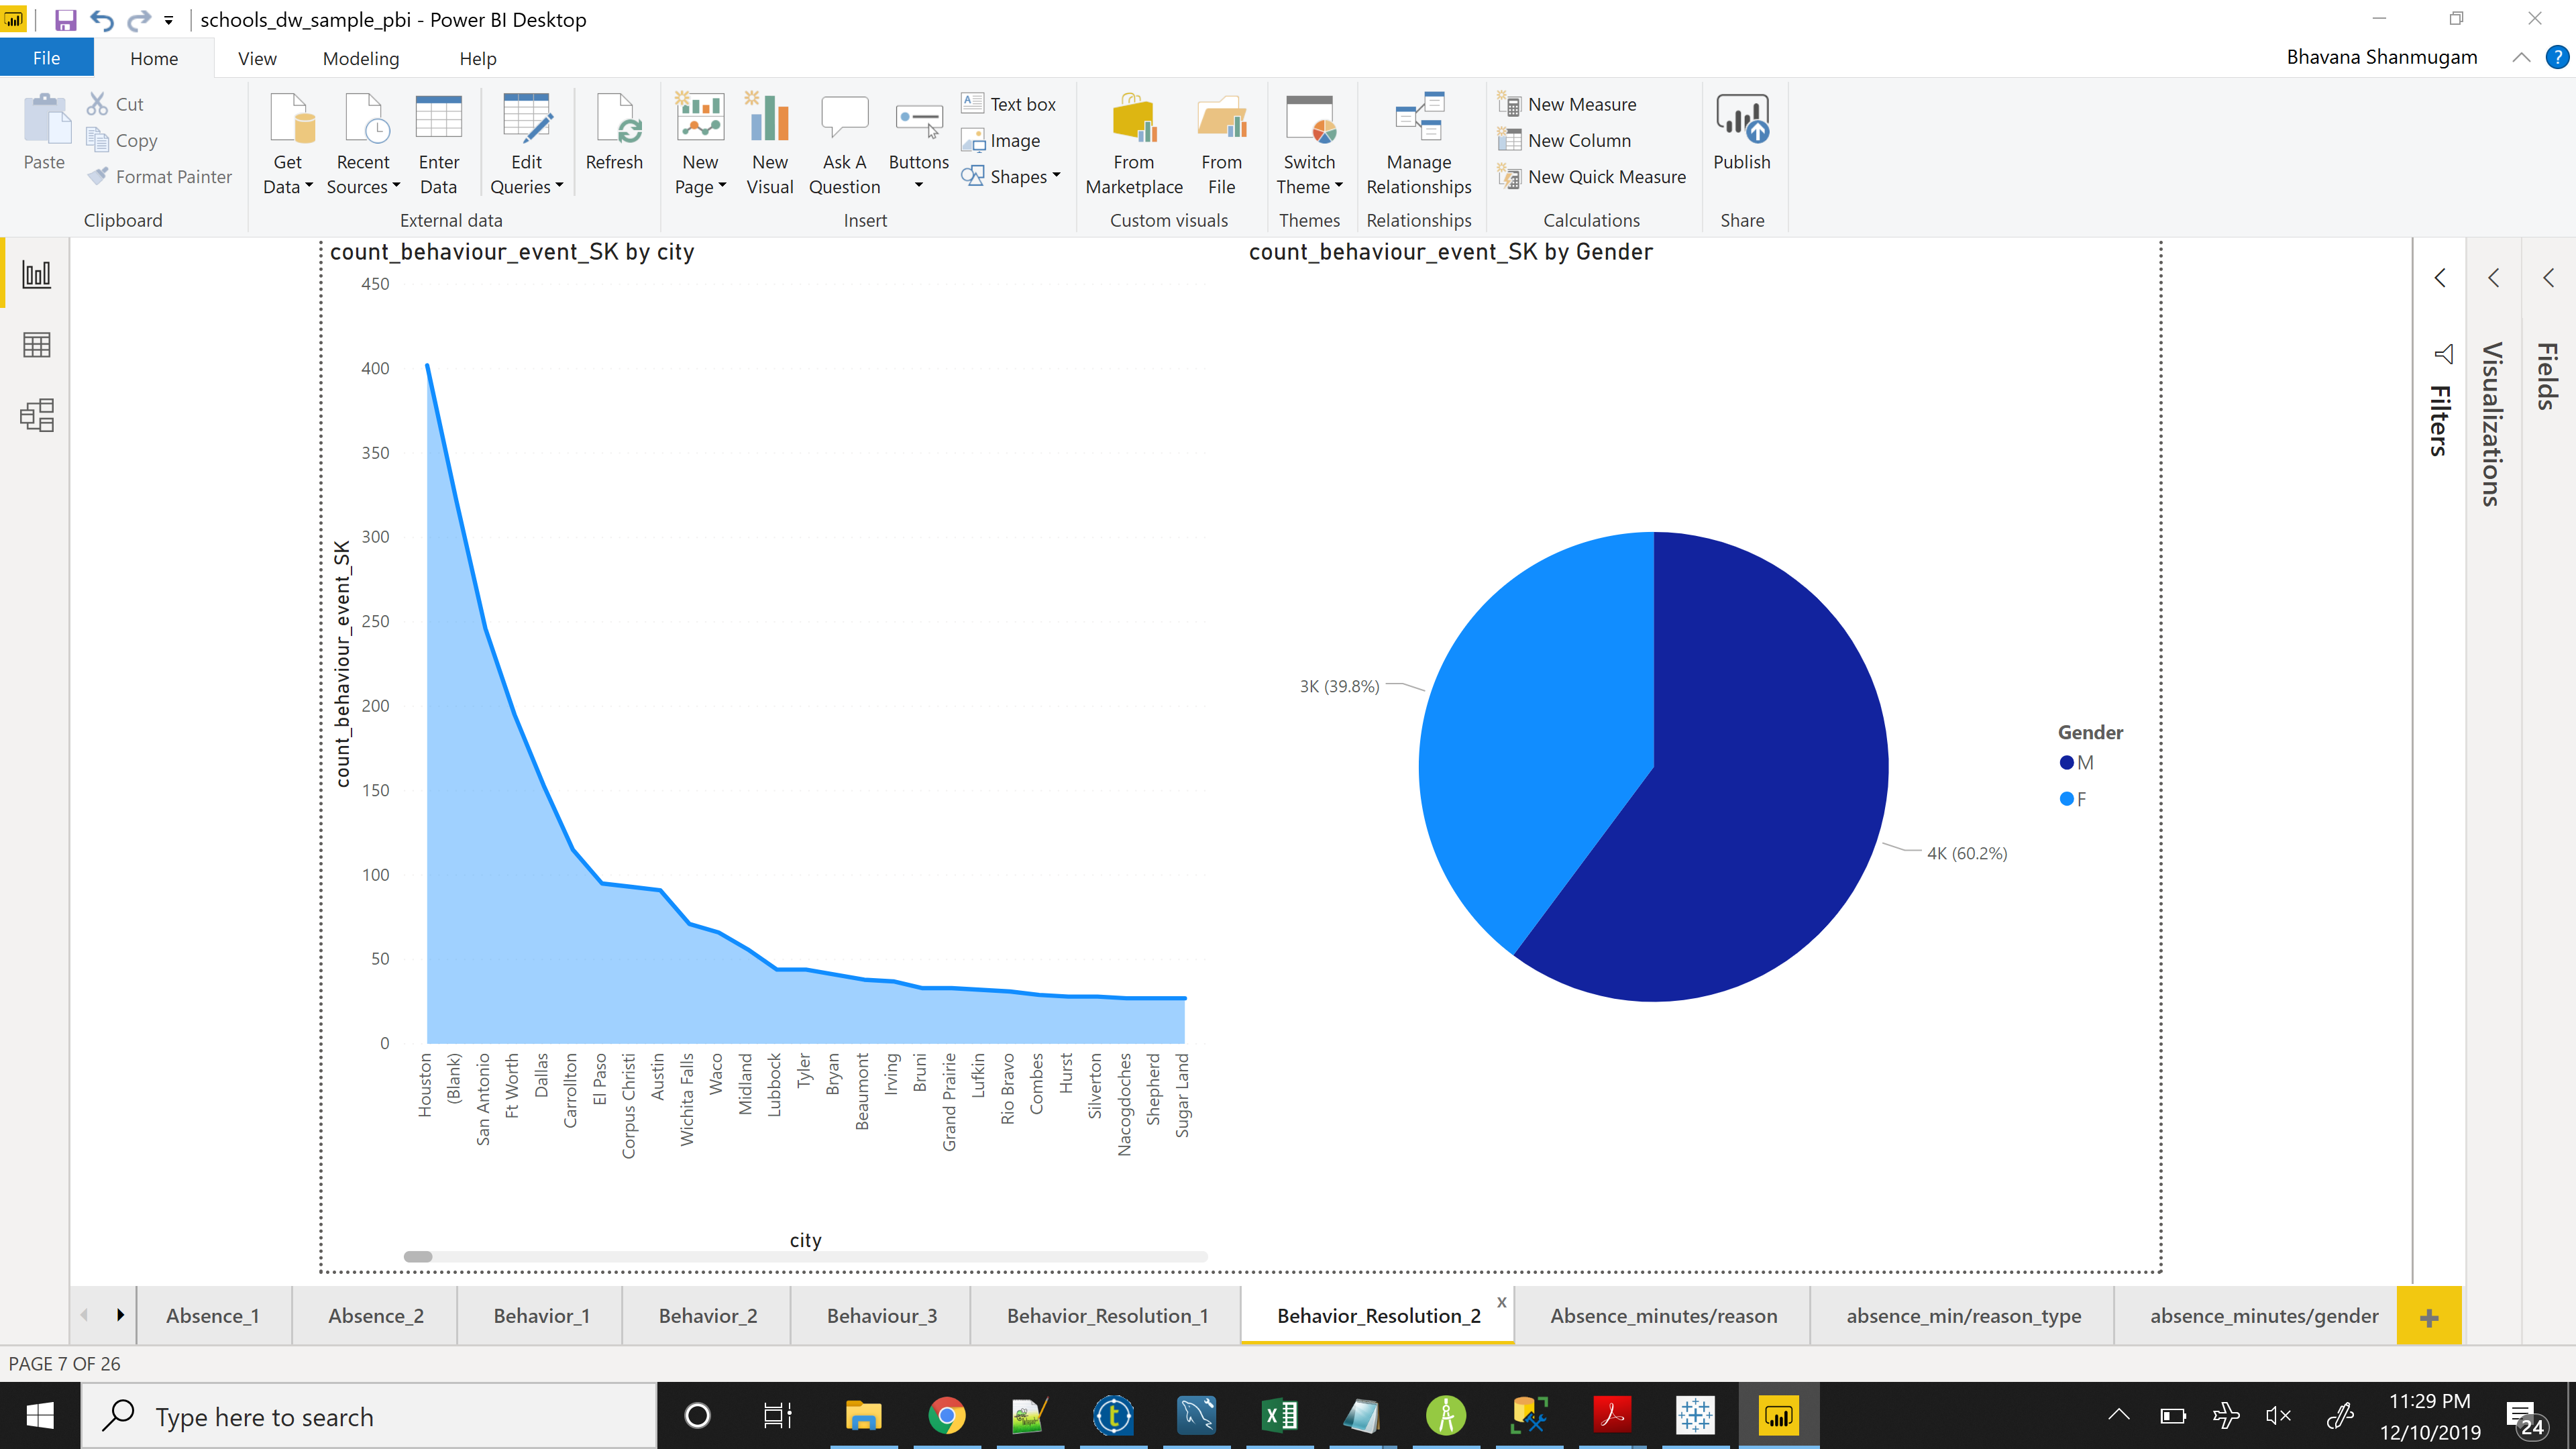 schools_dw_sample_pbi - Power BI Desktop
File Home View Modeling Help
Bhavana Shanmugam
?
Paste
Cut
Copy
Format Painter
Clipboard
Get Data
Recent Sources
Enter Data
Edit Queries
Refresh
External data
New Page
New Visual
Ask A Question
Buttons
Text box
Image
Shapes
Insert
From Marketplace
From File
Custom visuals
Switch Theme
Themes
Manage Relationships
Relationships
New Measure
New Column
New Quick Measure
Calculations
Publish
Share
count_behaviour_event_SK by city
450
400
350
300
250
200
150
100
50
0
count_behaviour_event_SK
Houston
(Blank)
San Antonio
Ft Worth
Dallas
Carrollton
El Paso
Corpus Christi
Austin
Wichita Falls
Waco
Midland
Lubbock
Tyler
Bryan
Beaumont
Irving
Bruni
Grand Prairie
Lufkin
Rio Bravo
Combes
Hurst
Silverton
Nacogdoches
Shepherd
Sugar Land
city
count_behaviour_event_SK by Gender
3K (39.8%)
4K (60.2%)
Gender
M
F
Filters
Visualizations
Fields
Absence_1 Absence_2 Behavior_1 Behavior_2 Behaviour_3 Behavior_Resolution_1 Behavior_Resolution_2 x Absence_minutes/reason absence_min/reason_type absence_minutes/gender +
PAGE 7 OF 26
Type here to search
11:29 PM
12/10/2019
24